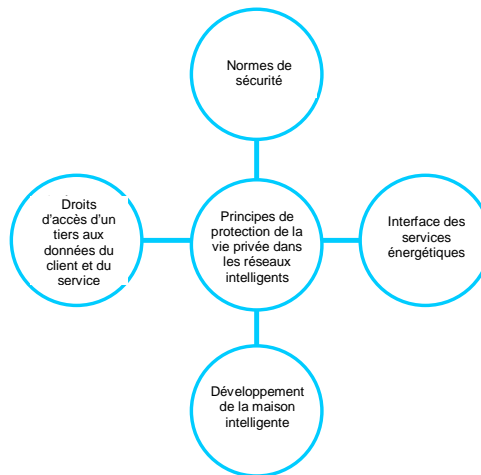 Normes de
sécurité
Droits
d'accès d'un
tiers aux
données du
client et du
service
Principes de
protection de la
vie privée dans
les réseaux
intelligents
Interface des
services
énergétiques
Développement
de la maison
intelligente